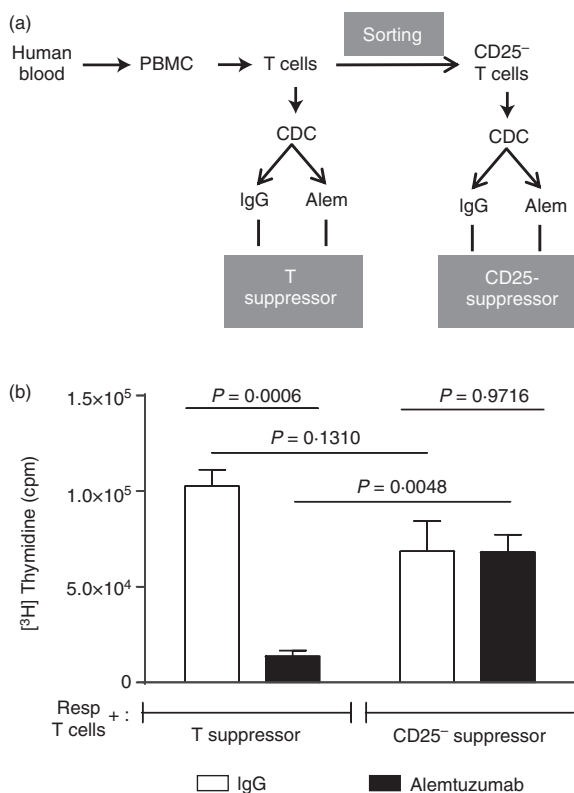 (a)
Human
blood
PBMC
T cells
Sorting
CD25⁻
T cells
CDC
CDC
IgG
Alem
IgG
Alem
T
suppressor
CD25-
suppressor
(b)
1.5×10⁵
1.0×10⁵
5.0×10⁴
0
[³H] Thymidine (cpm)
P = 0·0006
P = 0·9716
P = 0·1310
P = 0·0048
Resp
T cells + :
T suppressor
CD25⁻ suppressor
IgG
Alemtuzumab